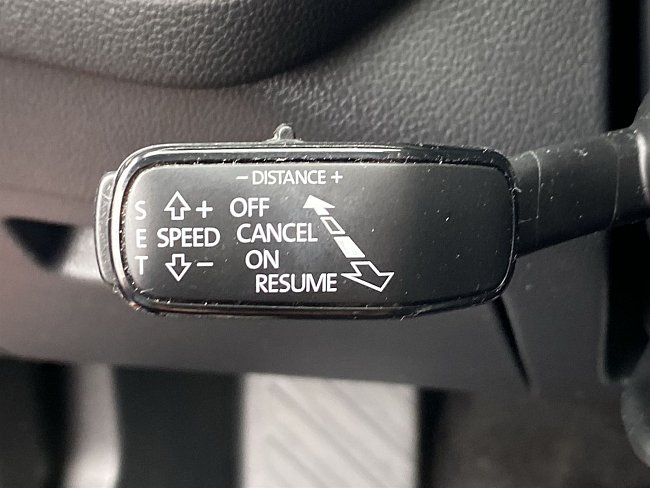 - DISTANCE +
S + OFF
E SPEED CANCEL
T - ON
RESUME